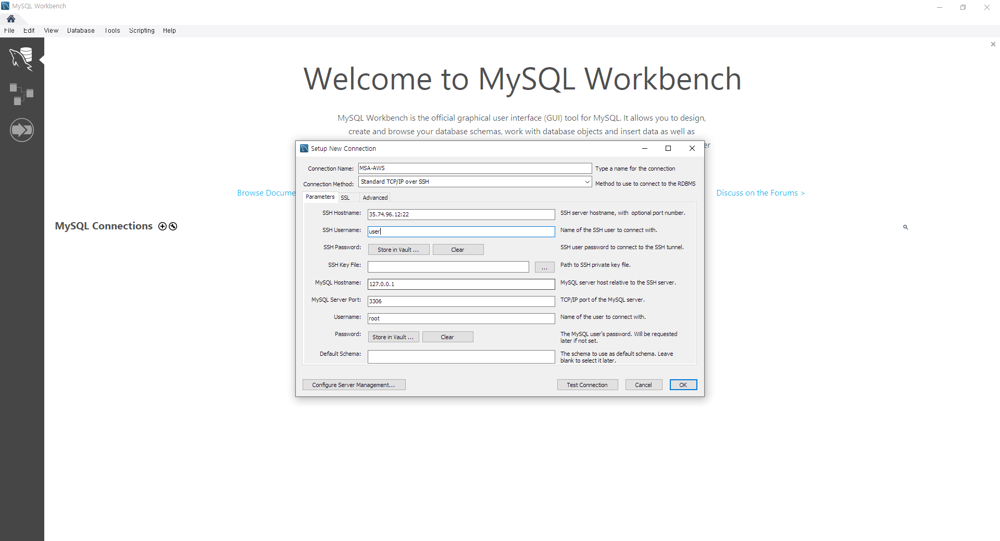 MySQL Workbench
File Edit View Database Tools Scripting Help
Welcome to MySQL Workbench
MySQL Workbench is the official graphical user interface (GUI) tool for MySQL. It allows you to design,
create and browse your database schemas, work with database objects and insert data as well as
er
Browse Docume
Discuss on the Forums >
MySQL Connections
Setup New Connection
Connection Name: MSA-AWS Type a name for the connection
Connection Method: Standard TCP/IP over SSH Method to use to connect to the RDBMS
Parameters SSL Advanced
SSH Hostname: 35.74.96.12:22 SSH server hostname, with optional port number.
SSH Username: user Name of the SSH user to connect with.
SSH Password: Store in Vault ... Clear SSH user password to connect to the SSH tunnel.
SSH Key File: ... Path to SSH private key file.
MySQL Hostname: 127.0.0.1 MySQL server host relative to the SSH server.
MySQL Server Port: 3306 TCP/IP port of the MySQL server.
Username: root Name of the user to connect with.
Password: Store in Vault ... Clear The MySQL user's password. Will be requested
later if not set.
Default Schema: The schema to use as default schema. Leave
blank to select it later.
Configure Server Management... Test Connection Cancel OK